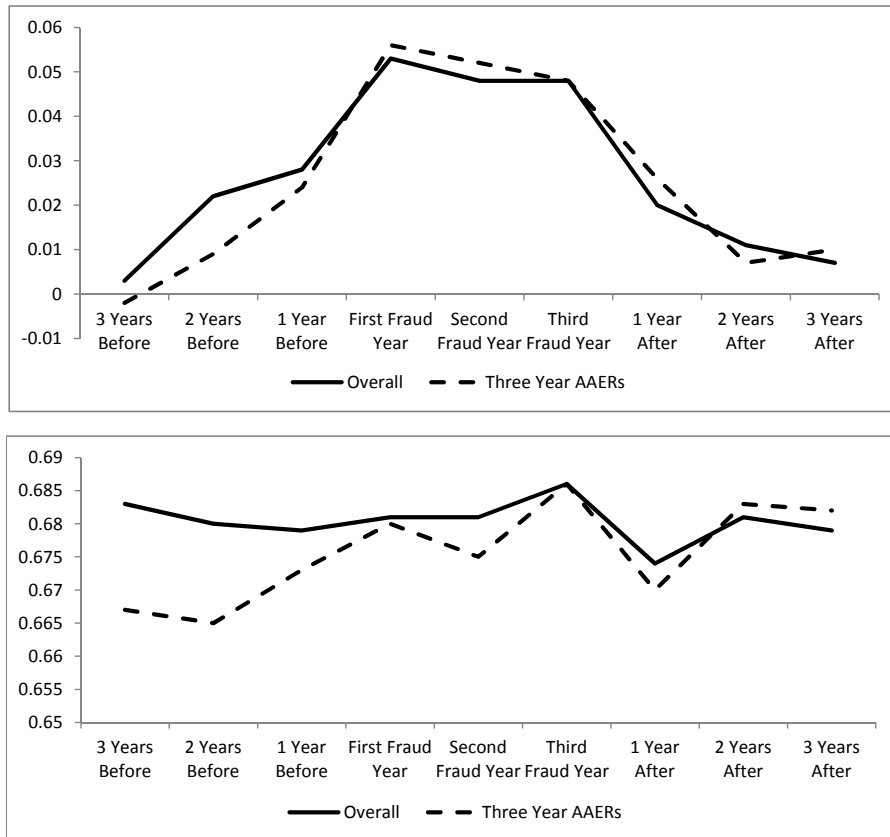 0.06
0.05
0.04
0.03
0.02
0.01
0
-0.01
3 Years Before
2 Years Before
1 Year Before
First Fraud Year
Second Fraud Year
Third Fraud Year
1 Year After
2 Years After
3 Years After
Overall
Three Year AAERs
0.69
0.685
0.68
0.675
0.67
0.665
0.66
0.655
0.65
3 Years Before
2 Years Before
1 Year Before
First Fraud Year
Second Fraud Year
Third Fraud Year
1 Year After
2 Years After
3 Years After
Overall
Three Year AAERs